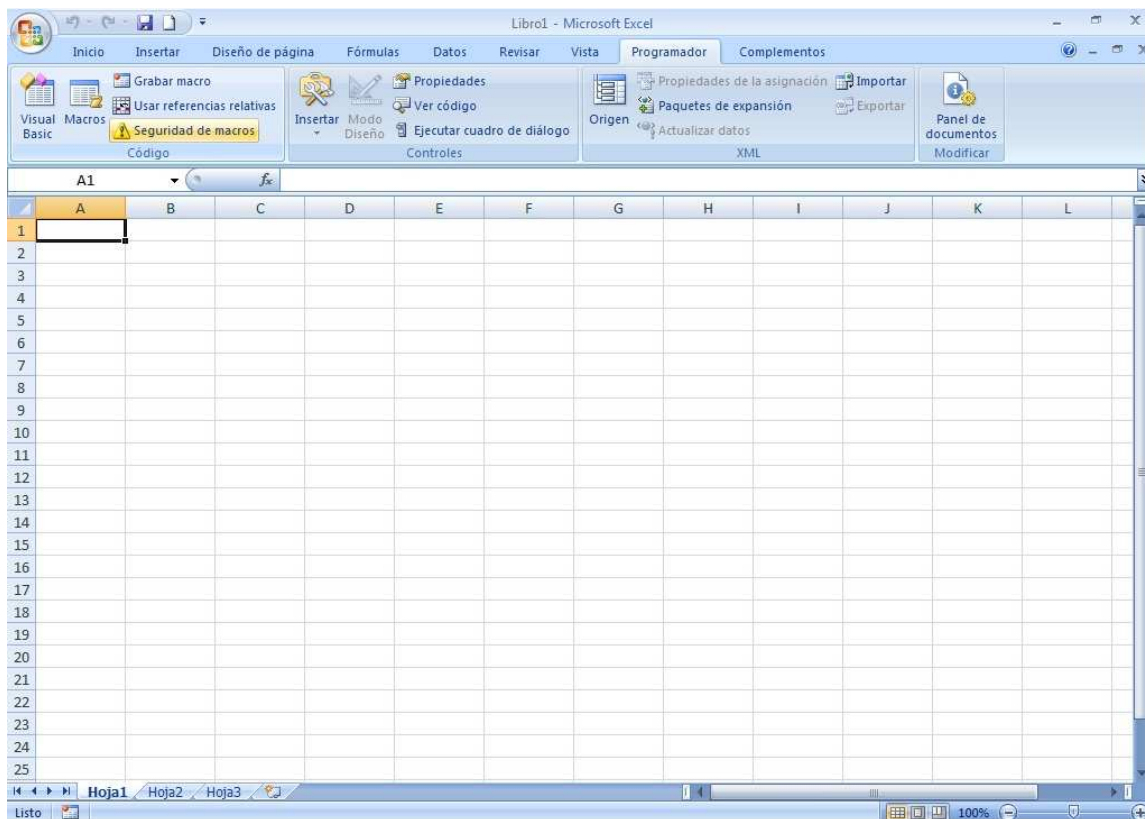 Libro1 - Microsoft Excel
Inicio Insertar Diseño de página Fórmulas Datos Revisar Vista Programador Complementos
Visual Basic
Macros
Grabar macro
Usar referencias relativas
Seguridad de macros
Código
Insertar
Modo Diseño
Propiedades
Ver código
Ejecutar cuadro de diálogo
Controles
Origen
Propiedades de la asignación
Paquetes de expansión
Actualizar datos
Importar
Exportar
XML
Panel de documentos
Modificar
A1 fx
A B C D E F G H I J K L
1
2
3
4
5
6
7
8
9
10
11
12
13
14
15
16
17
18
19
20
21
22
23
24
25
Hoja1 Hoja2 Hoja3
Listo 100%